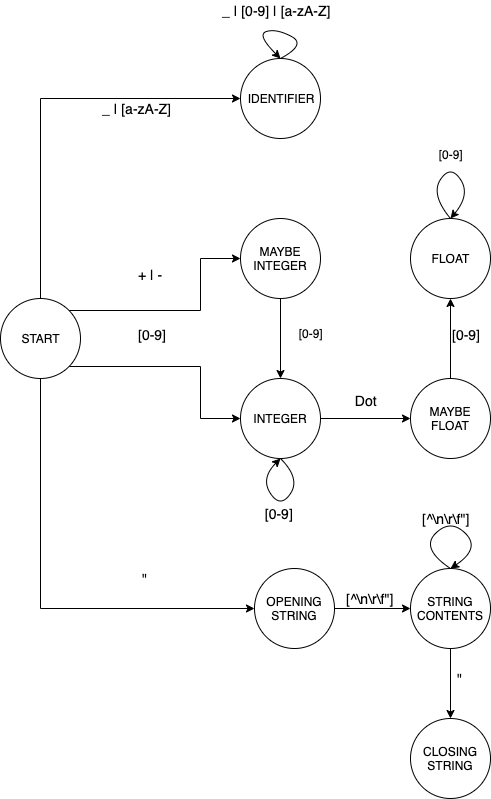 _ | [0-9] | [a-zA-Z]
IDENTIFIER
_ | [a-zA-Z]
[0-9]
MAYBE
INTEGER
FLOAT
+ | -
START
[0-9]
[0-9]
[0-9]
Dot
INTEGER
MAYBE
FLOAT
[0-9]
[^\n\r\f"]
"
OPENING
STRING
[^\n\r\f"]
STRING
CONTENTS
"
CLOSING
STRING